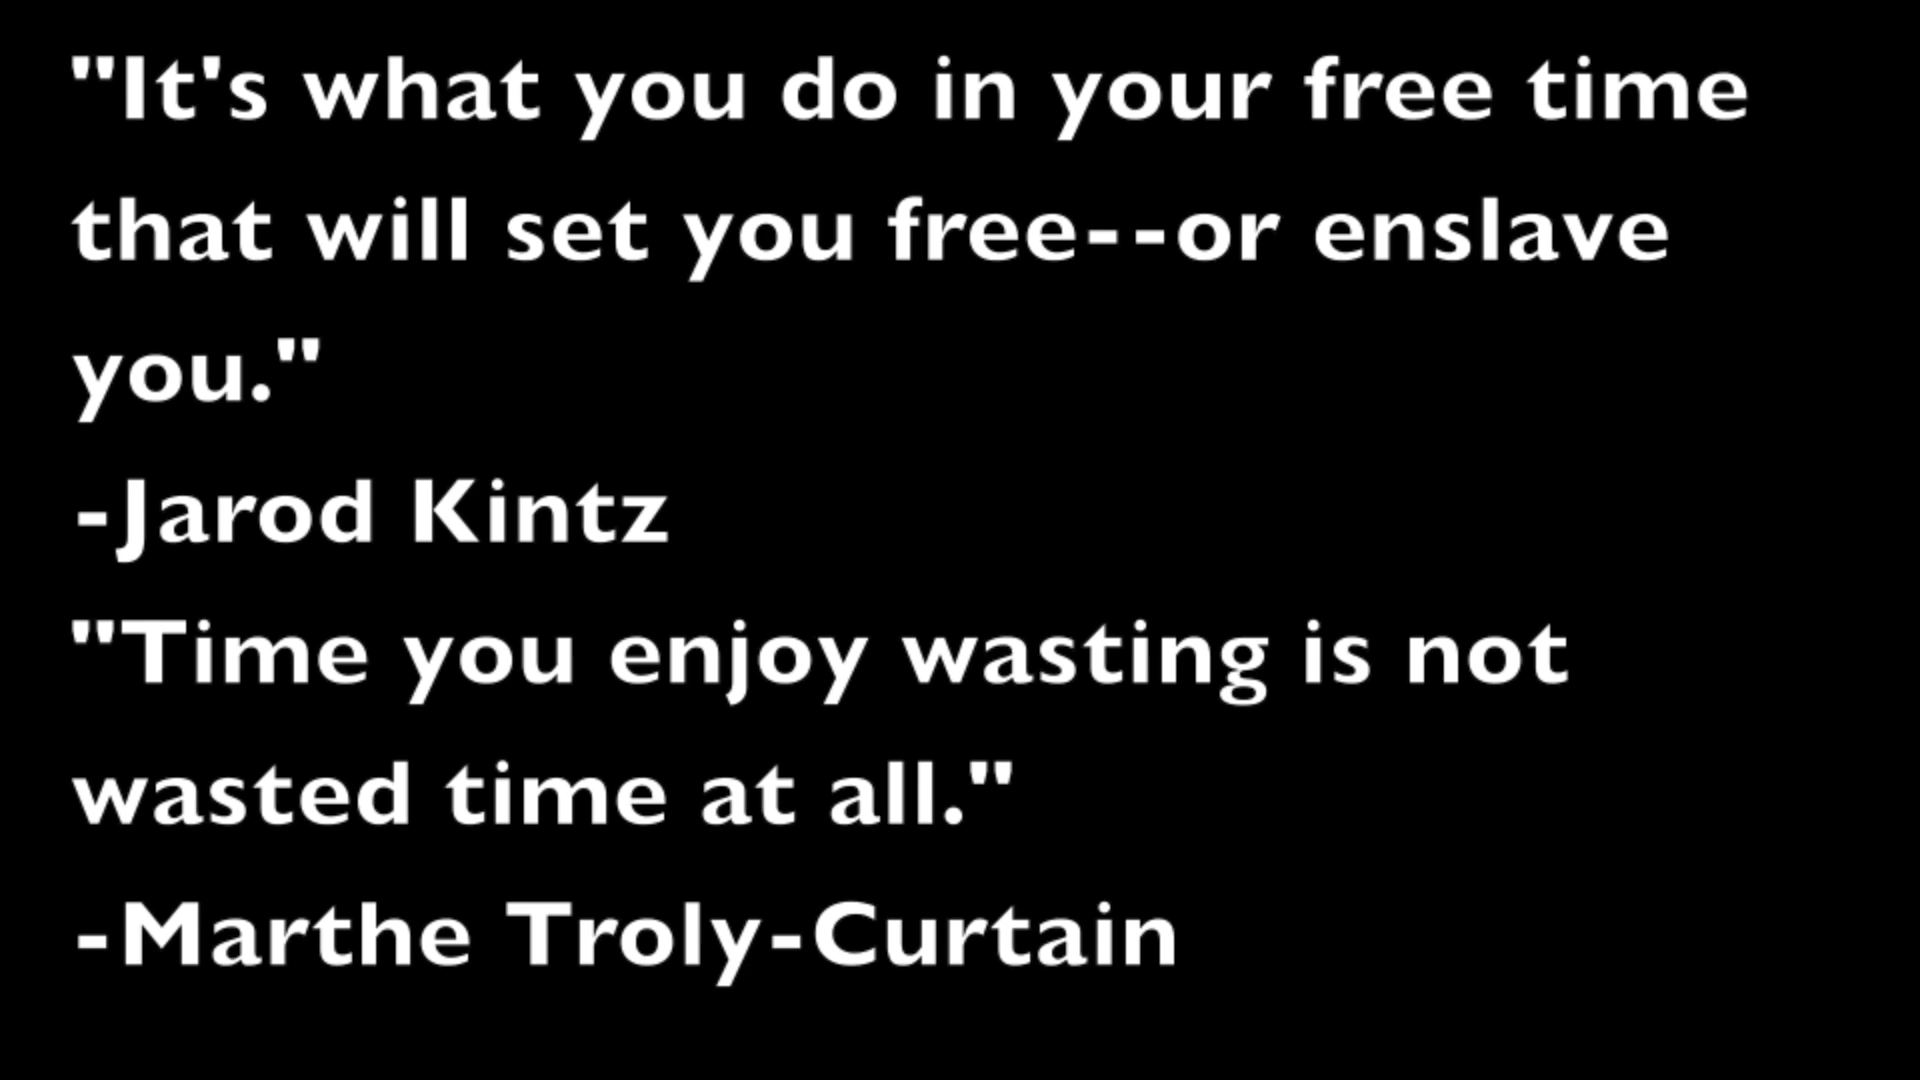 "It's what you do in your free time
that will set you free--or enslave
you."
-Jarod Kintz
"Time you enjoy wasting is not
wasted time at all."
-Marthe Troly-Curtain